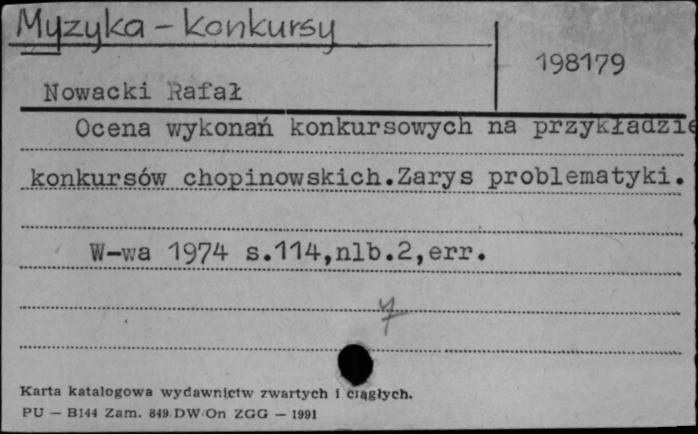 Muzyka - konkursy
198179
Nowacki Rafał
Ocena wykonań konkursowych na przykładzie
konkursów chopinowskich.Zarys problematyki.
W-wa 1974 s.114,nlb.2,err.
7
Karta katalogowa wydawnictw zwartych i ciągłych.
PU — B144 Zam. 849 DW On ZGG — 1991